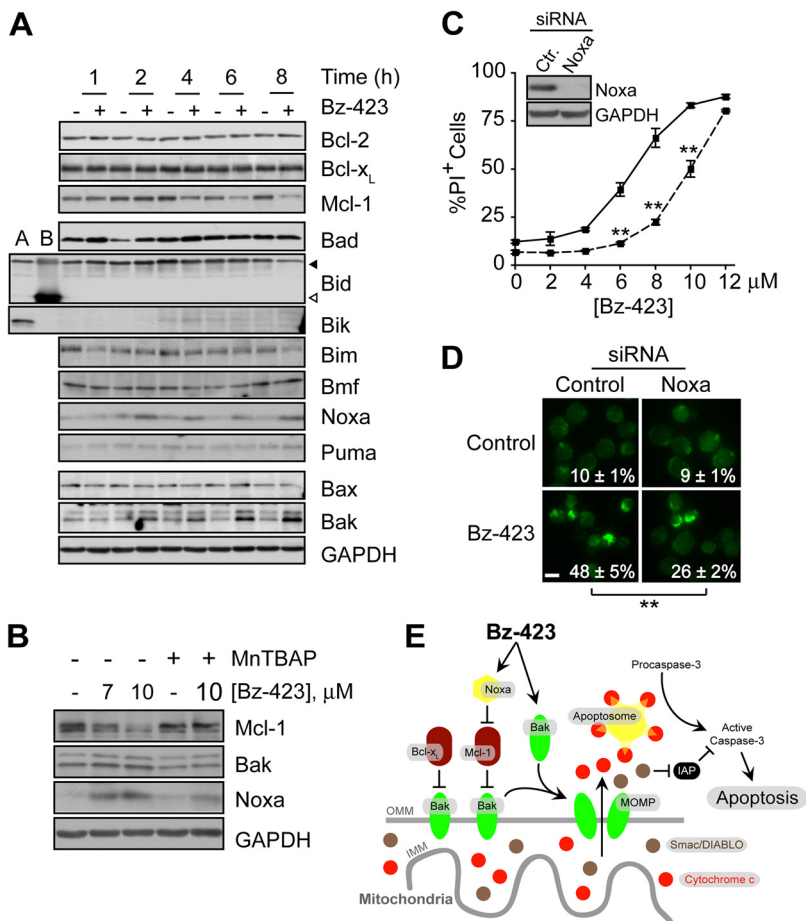 A
1 2 4 6 8 Time (h)
- + - + - + - + - + Bz-423
Bcl-2
Bcl-xL
Mcl-1
A B
Bad
Bid
Bik
Bim
Bmf
Noxa
Puma
Bax
Bak
GAPDH
B
- - - + + MnTBAP
- 7 10 - 10 [Bz-423], μM
Mcl-1
Bak
Noxa
GAPDH
C
siRNA
Ctr. Noxa
Noxa
GAPDH
%PI+ Cells
100
75
50
25
0
**
**
**
0 2 4 6 8 10 12 μM
[Bz-423]
D
siRNA
Control Noxa
Control
10 ± 1% 9 ± 1%
Bz-423
48 ± 5% 26 ± 2%
**
E
Bz-423
Noxa
Bcl-xL
Mcl-1
Bak
Bak
Bak
Apoptosome
Procaspase-3
Active
Caspase-3
IAP
Apoptosis
MOMP
OMM
IMM
Smac/DIABLO
Cytochrome c
Mitochondria